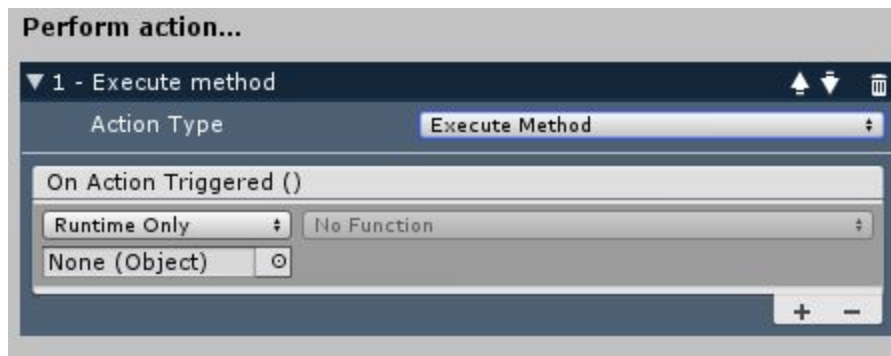 Perform action...
1 - Execute method
Action Type Execute Method
On Action Triggered ()
Runtime Only No Function
None (Object)
+ −